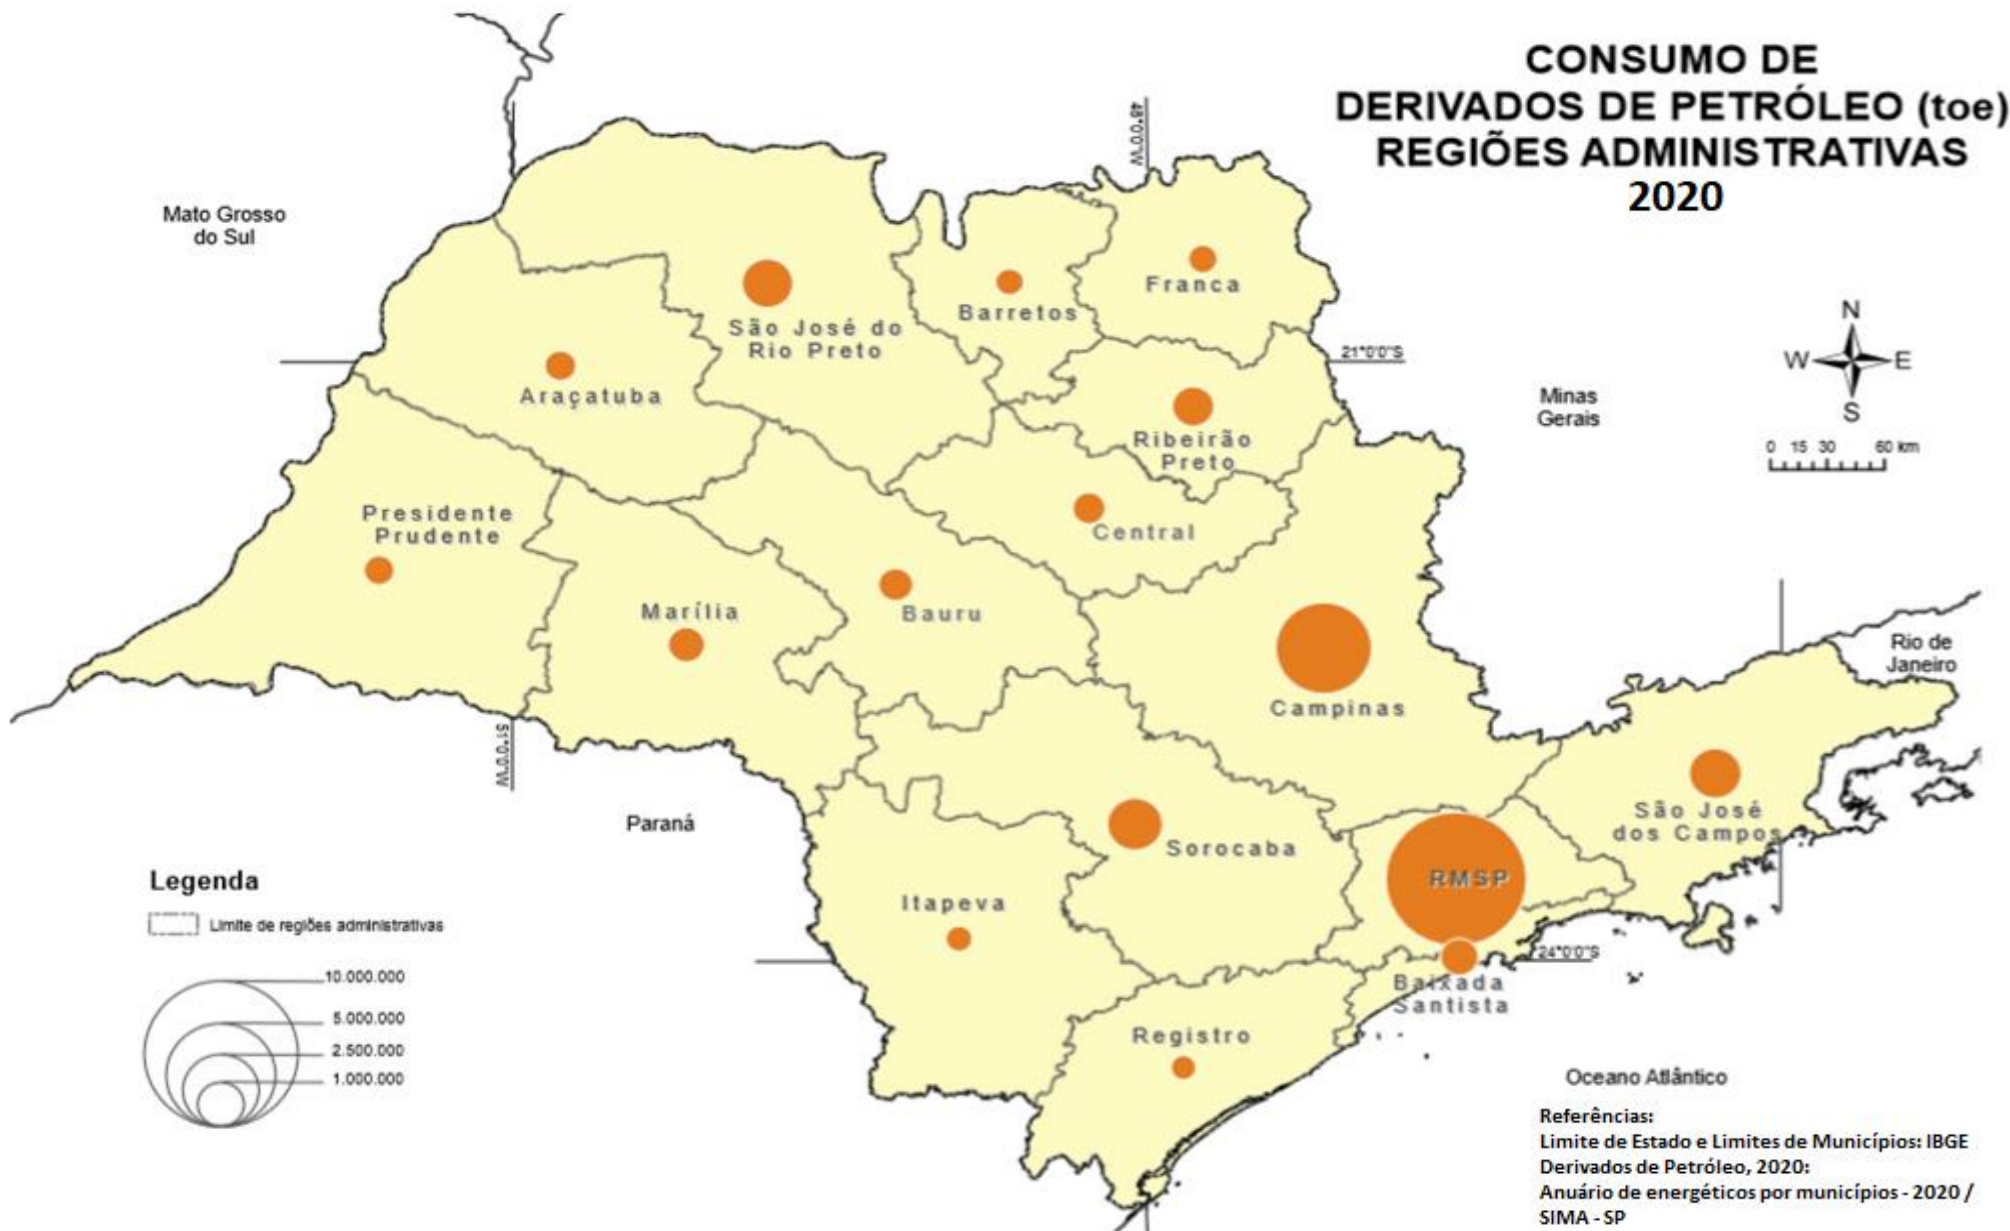 CONSUMO DE
DERIVADOS DE PETRÓLEO (toe)
REGIÕES ADMINISTRATIVAS
2020
48°0'0"W
Mato Grosso
do Sul
Franca
Barretos
São José do
Rio Preto
N
W E
S
21°0'0"S
Araçatuba
Minas
Gerais
Ribeirão
Preto
0 15 30 60 km
Presidente
Prudente
Central
Marília
Bauru
Rio de
Janeiro
Campinas
51°0'0"W
São José
dos Campos
Paraná
Sorocaba
RMSP
Legenda
Limite de regiões administrativas
Itapeva
24°0'0"S
10.000.000
5.000.000
2.500.000
1.000.000
Baixada
Santista
Registro
Oceano Atlântico
Referências:
Limite de Estado e Limites de Municípios: IBGE
Derivados de Petróleo, 2020:
Anuário de energéticos por municípios - 2020 /
SIMA - SP